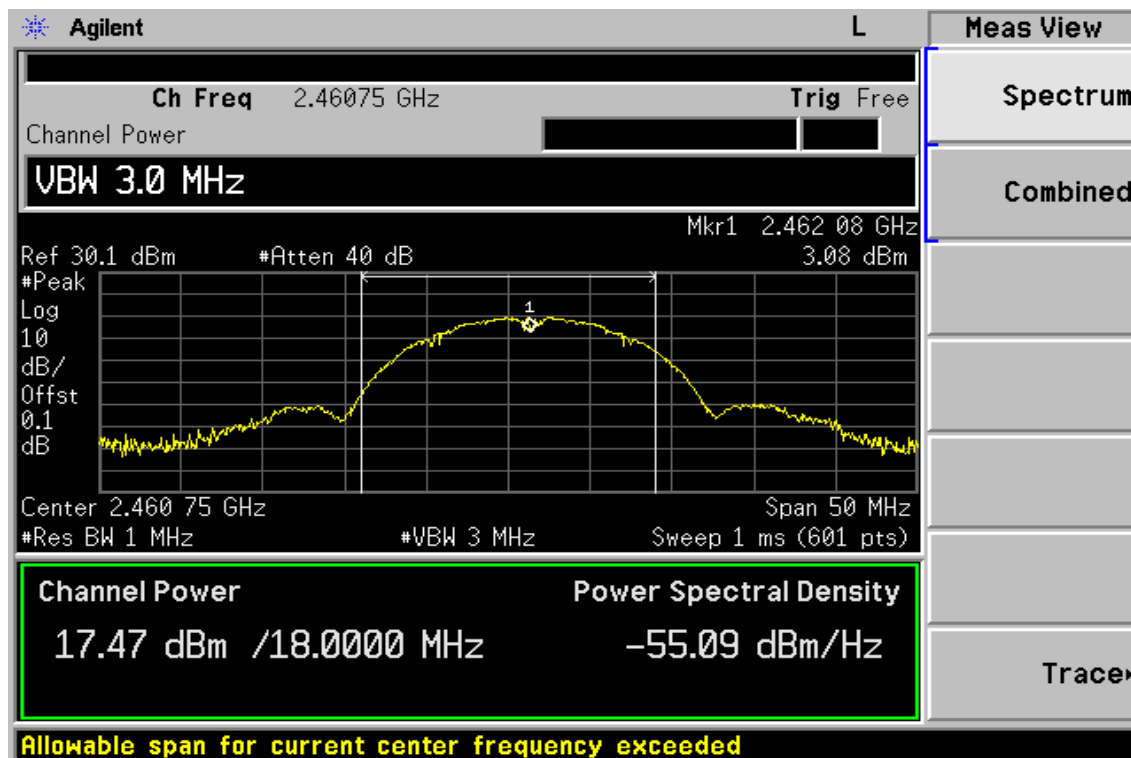 Agilent L Meas View
Ch Freq 2.46075 GHz Trig Free
Channel Power
VBW 3.0 MHz
Mkr1 2.462 08 GHz
Ref 30.1 dBm #Atten 40 dB 3.08 dBm
#Peak
Log
10
dB/
Offst
0.1
dB
1
Center 2.460 75 GHz Span 50 MHz
#Res BW 1 MHz #VBW 3 MHz Sweep 1 ms (601 pts)
Channel Power Power Spectral Density
17.47 dBm /18.0000 MHz -55.09 dBm/Hz
Allowable span for current center frequency exceeded
Spectrum
Combined
Trace